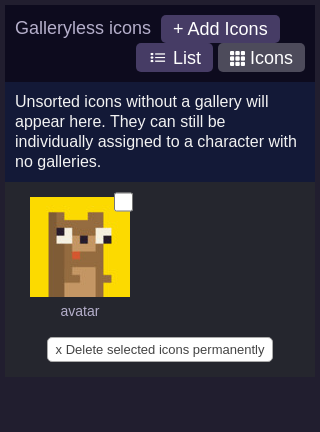 Galleryless icons
+ Add Icons
List
Icons
Unsorted icons without a gallery will
appear here. They can still be
individually assigned to a character with
no galleries.
avatar
x Delete selected icons permanently